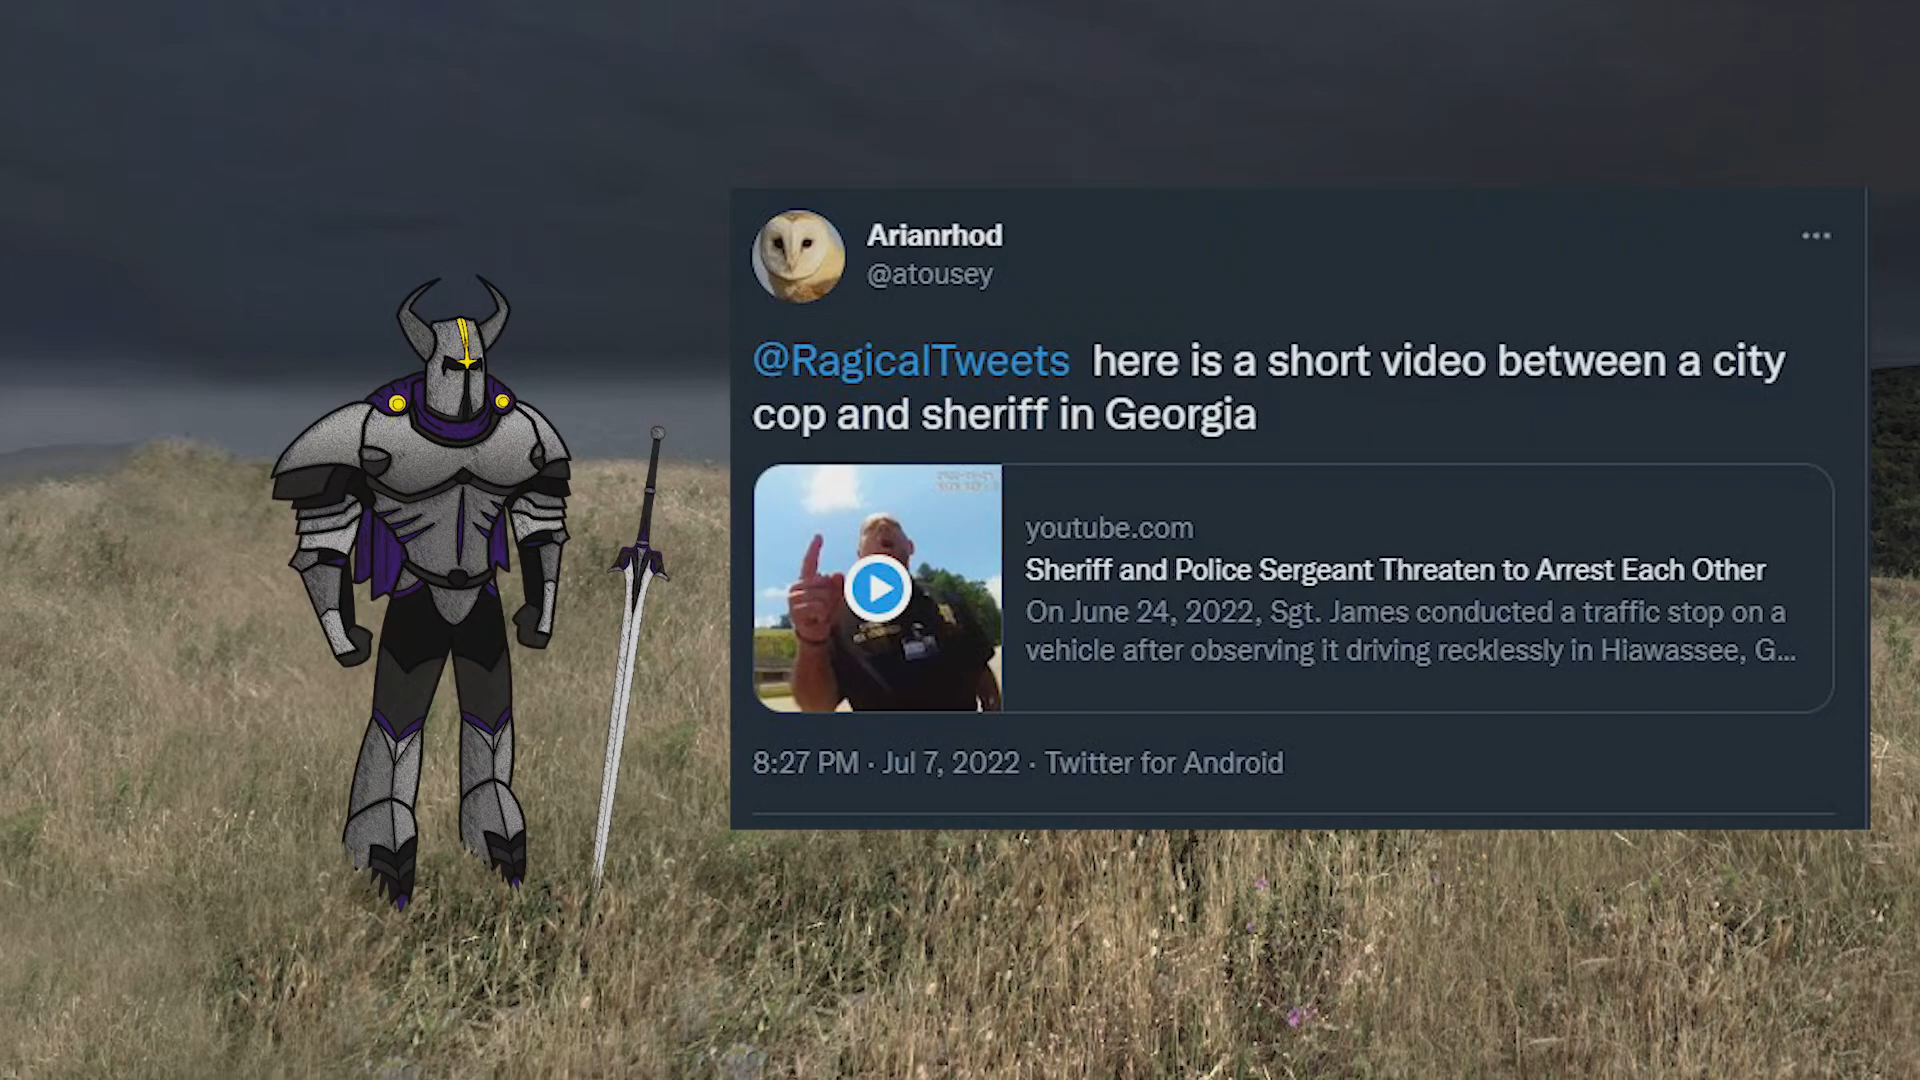 Arianrhod
@atousey
@RagicalTweets here is a short video between a city
cop and sheriff in Georgia
youtube.com
Sheriff and Police Sergeant Threaten to Arrest Each Other
On June 24, 2022, Sgt. James conducted a traffic stop on a
vehicle after observing it driving recklessly in Hiawassee, G...
8:27 PM · Jul 7, 2022 · Twitter for Android